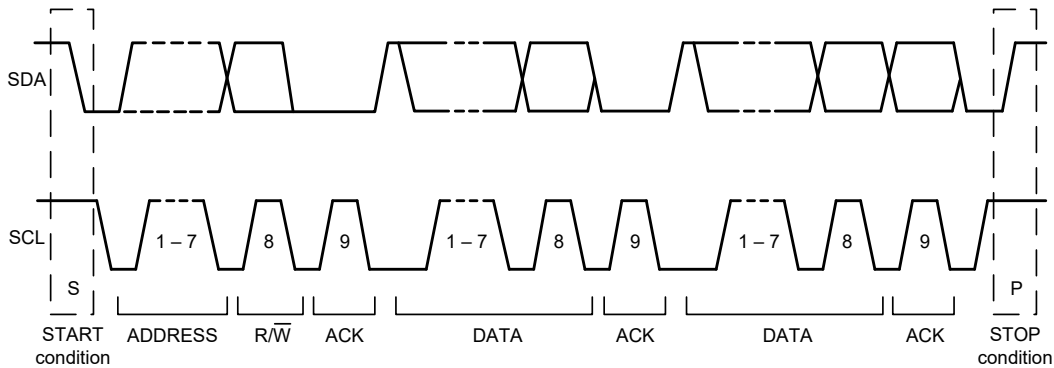 SDA
SCL
1 – 7 8 9 1 – 7 8 9 1 – 7 8 9
S P
START condition ADDRESS R/W̅ ACK DATA ACK DATA ACK STOP condition